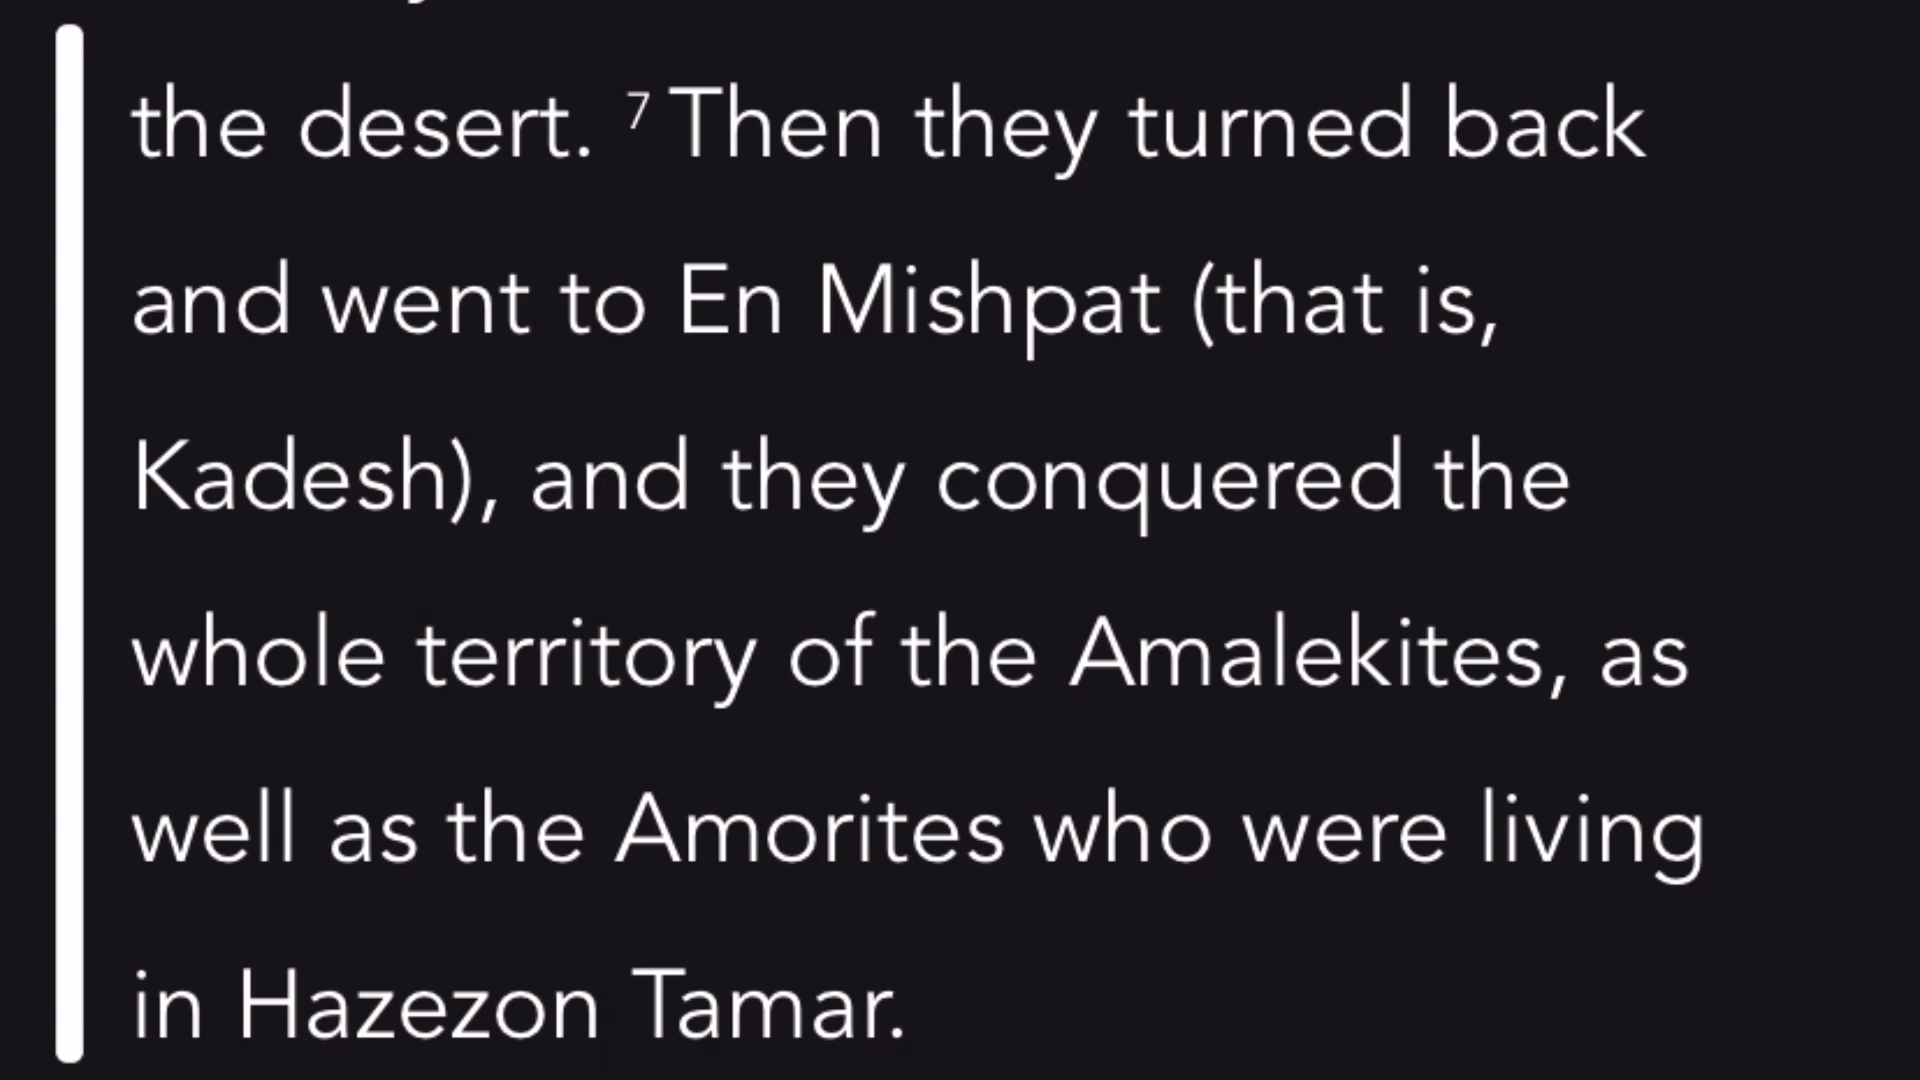 the desert. 7 Then they turned back
and went to En Mishpat (that is,
Kadesh), and they conquered the
whole territory of the Amalekites, as
well as the Amorites who were living
in Hazezon Tamar.